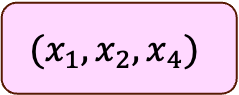 (x₁, x₂, x₄)